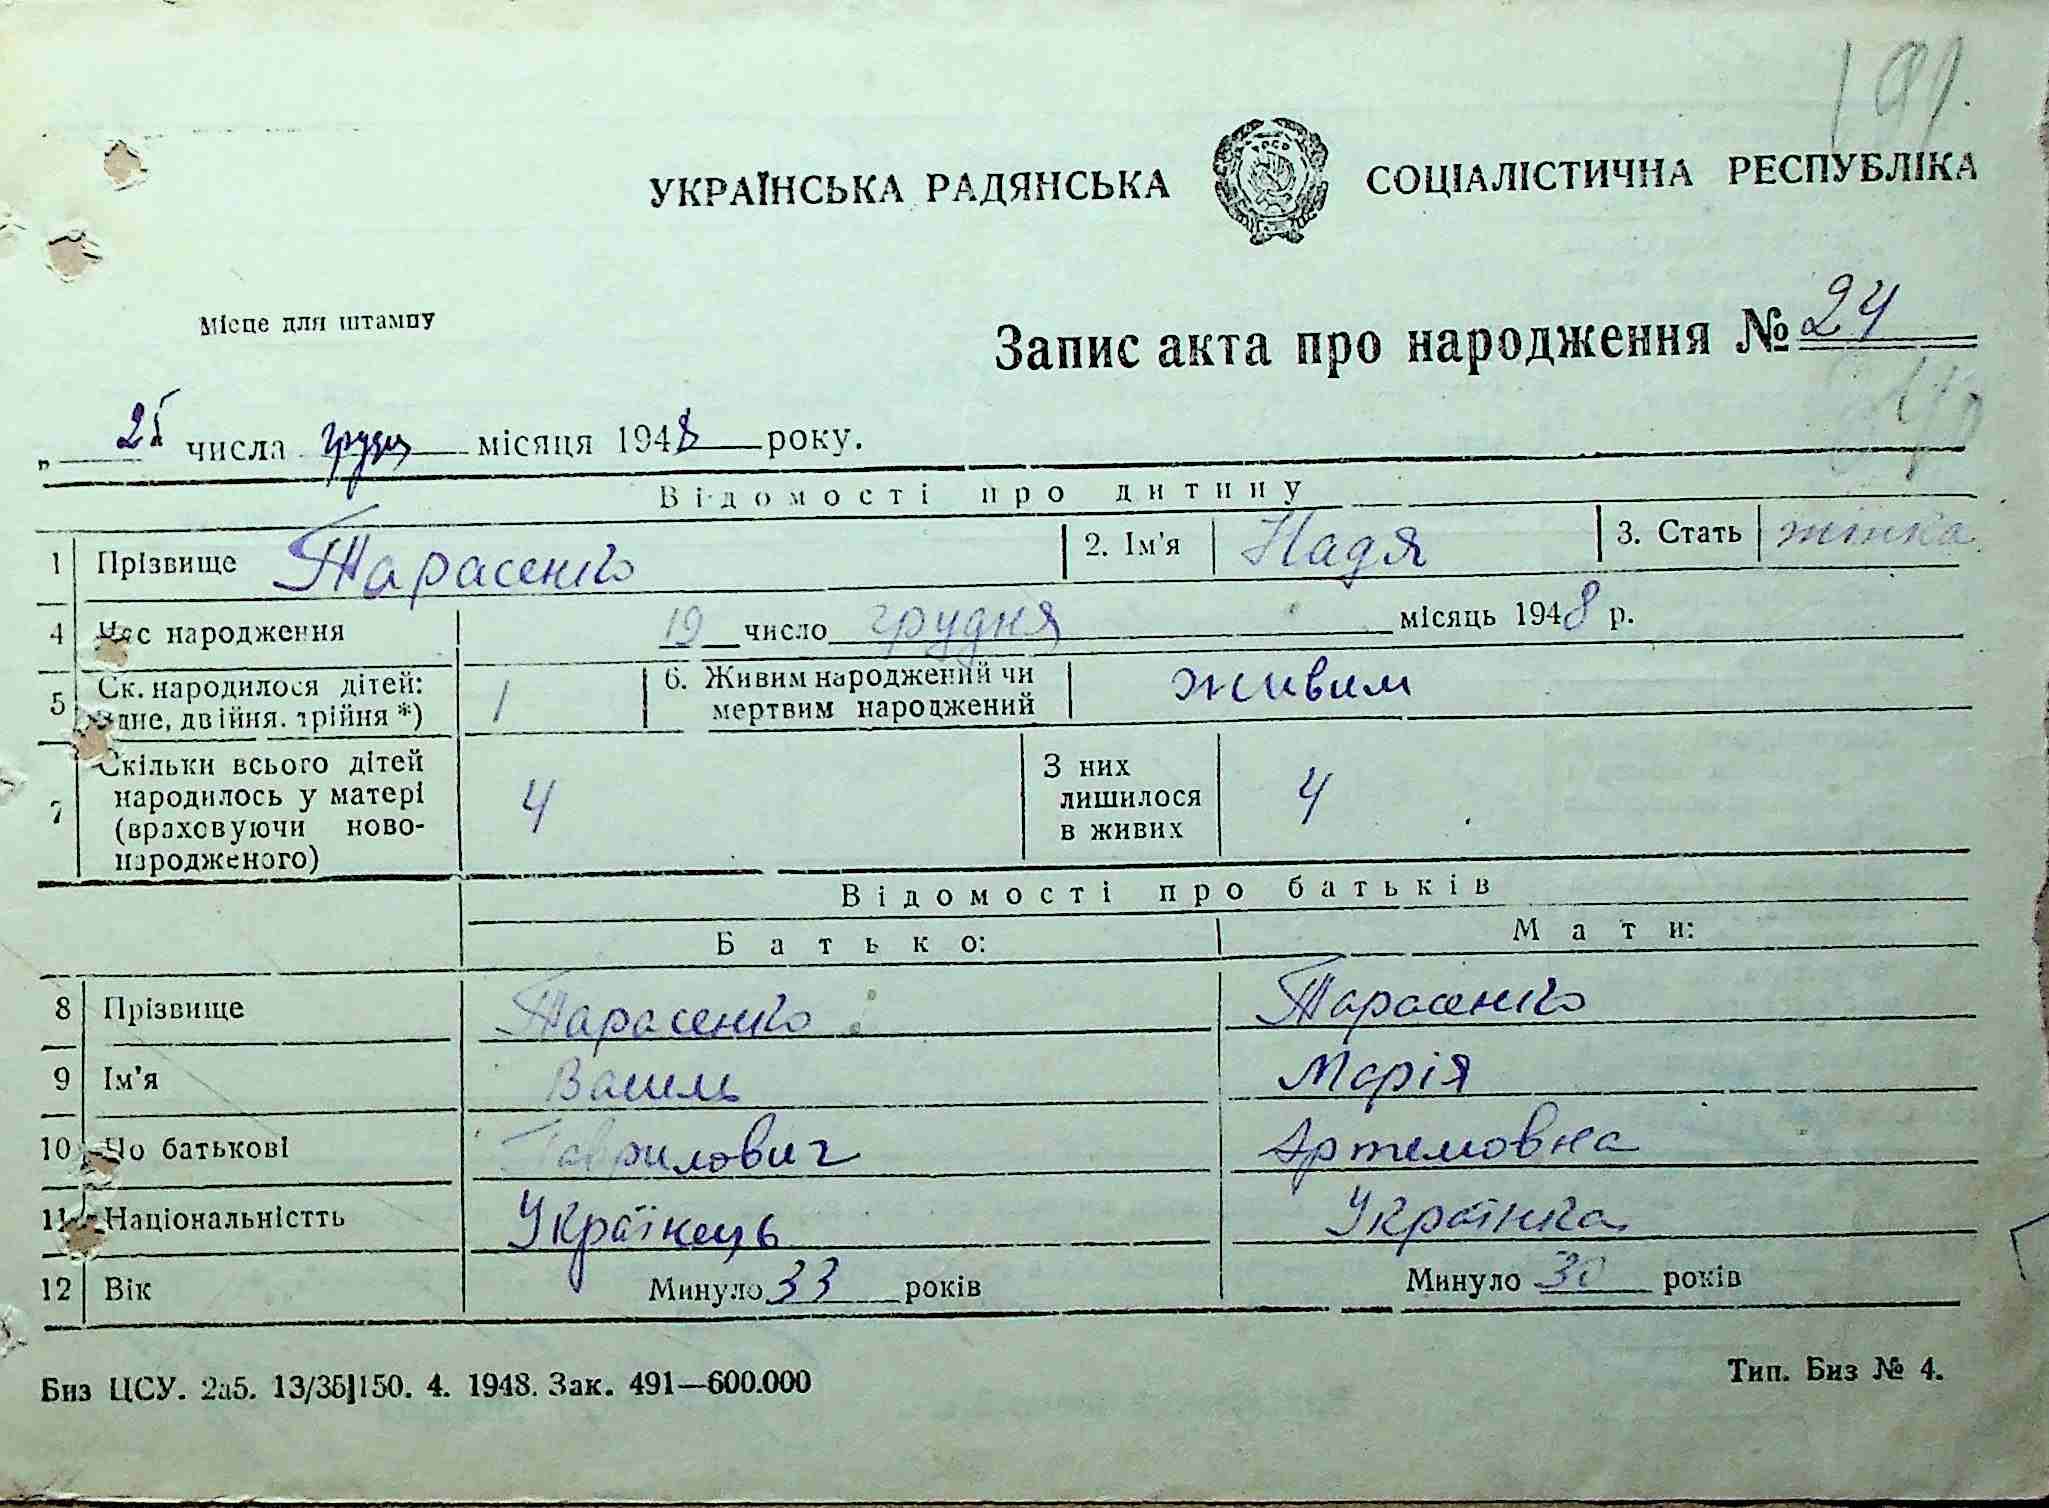 191.
УКРАЇНСЬКА РАДЯНСЬКА СОЦІАЛІСТИЧНА РЕСПУБЛІКА
УРСР
Місце для штампу
Запис акта про народження № 24
„ 25 числа грудн місяця 1948 року.
Відомості про дитину
1 Прізвище Тарасенко 2. Ім'я Надя 3. Стать жінка
4 Час народження 19 число грудня місяць 1948 р.
5 Ск. народилося дітей: 1 6. Живим народжений чи живим
одне, двійня. трійня *) мертвим народжений
7 Скільки всього дітей народилось у матері (враховуючи ново-народженого) 4 З них лишилося в живих 4
Відомості про батьків
Батько: Мати:
8 Прізвище Тарасенко Тарасенко
9 Ім'я Василь Марія
10 По батькові Гаврилович Артемовна
11 Національністть Українець Українка
12 Вік Минуло 33 років Минуло 30 років
Биз ЦСУ. 2а5. 13/35]150. 4. 1948. Зак. 491—600.000 Тип. Биз № 4.